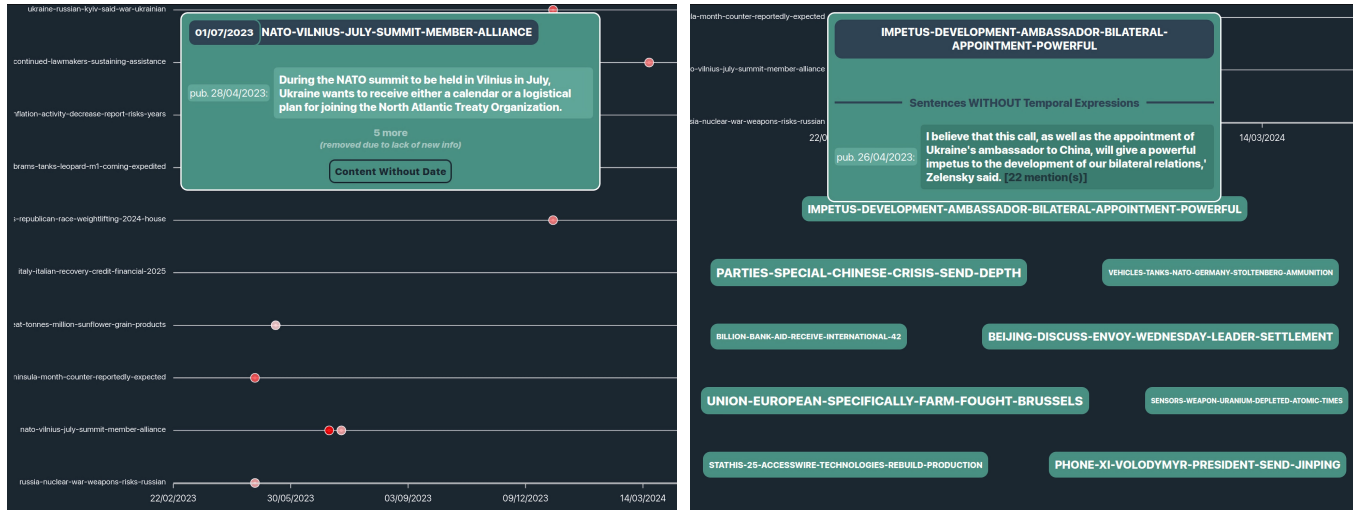 ukraine-russian-kyiv-said-war-ukrainian
01/07/2023 NATO-VILNIUS-JULY-SUMMIT-MEMBER-ALLIANCE
continued-lawmakers-sustaining-assistance
pub. 28/04/2023:
During the NATO summit to be held in Vilnius in July,
Ukraine wants to receive either a calendar or a logistical
plan for joining the North Atlantic Treaty Organization.
nflation-activity-decrease-report-risks-years
5 more
(removed due to lack of new info)
Content Without Date
brams-tanks-leopard-m1-coming-expedited
s-republican-race-weightlifting-2024-house
italy-italian-recovery-credit-financial-2025
eat-tonnes-million-sunflower-grain-products
ninsula-month-counter-reportedly-expected
nato-vilnius-july-summit-member-alliance
russia-nuclear-war-weapons-risks-russian
22/02/2023 30/05/2023 03/09/2023 09/12/2023 14/03/2024
la-month-counter-reportedly-expected
IMPETUS-DEVELOPMENT-AMBASSADOR-BILATERAL-
APPOINTMENT-POWERFUL
o-vilnius-july-summit-member-alliance
Sentences WITHOUT Temporal Expressions
sia-nuclear-war-weapons-risks-russian
22/0 14/03/2024
pub. 26/04/2023:
I believe that this call, as well as the appointment of
Ukraine's ambassador to China, will give a powerful
impetus to the development of our bilateral relations,'
Zelensky said. [22 mention(s)]
IMPETUS-DEVELOPMENT-AMBASSADOR-BILATERAL-APPOINTMENT-POWERFUL
PARTIES-SPECIAL-CHINESE-CRISIS-SEND-DEPTH
VEHICLES-TANKS-NATO-GERMANY-STOLTENBERG-AMMUNITION
BILLION-BANK-AID-RECEIVE-INTERNATIONAL-42
BEIJING-DISCUSS-ENVOY-WEDNESDAY-LEADER-SETTLEMENT
UNION-EUROPEAN-SPECIFICALLY-FARM-FOUGHT-BRUSSELS
SENSORS-WEAPON-URANIUM-DEPLETED-ATOMIC-TIMES
STATHIS-25-ACCESSWIRE-TECHNOLOGIES-REBUILD-PRODUCTION
PHONE-XI-VOLODYMYR-PRESIDENT-SEND-JINPING